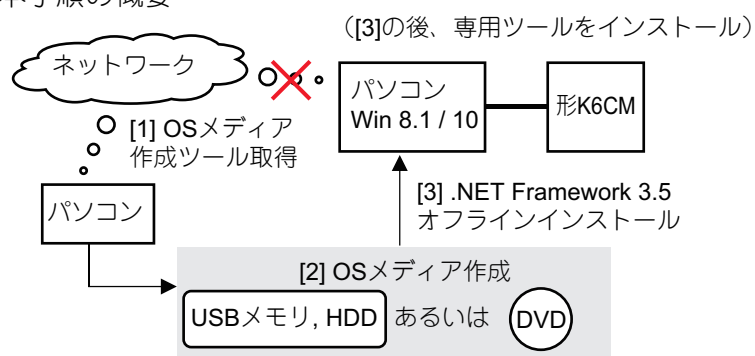 本手順の概要
（[3]の後、専用ツールをインストール）
ネットワーク
パソコン
Win 8.1 / 10
形K6CM
[1] OSメディア
作成ツール取得
パソコン
[3] .NET Framework 3.5
オフラインインストール
[2] OSメディア作成
USBメモリ, HDD あるいは DVD